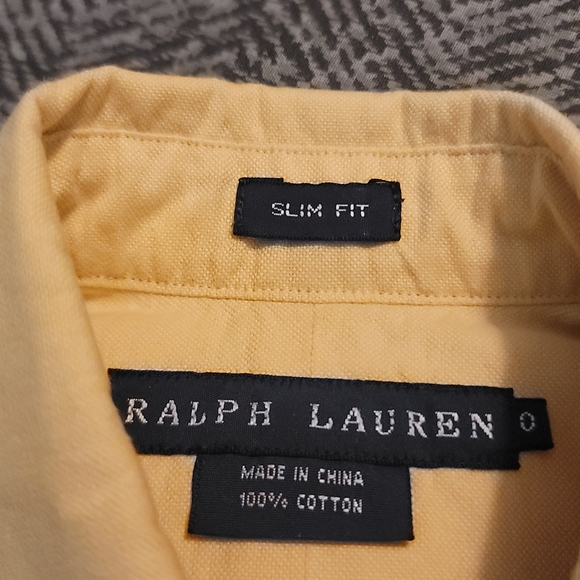 SLIM FIT
RALPH LAUREN 0
MADE IN CHINA
100% COTTON